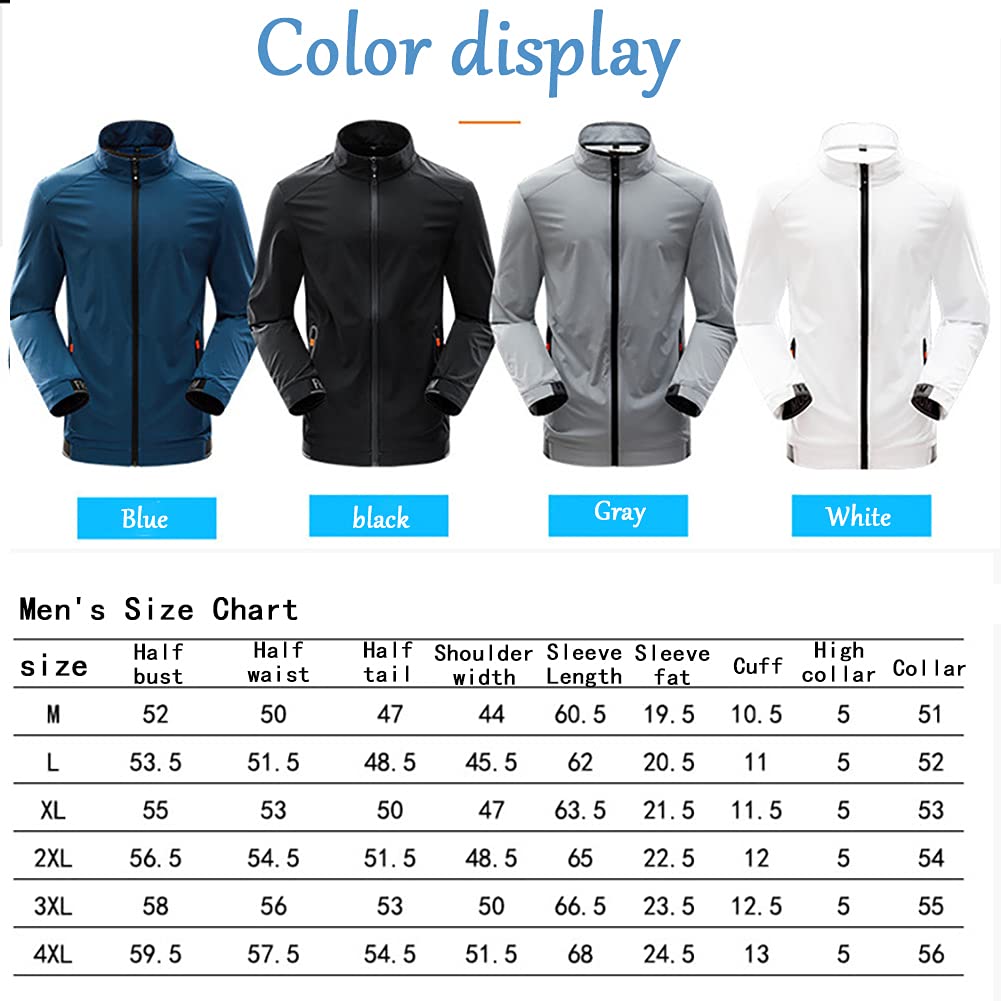 Color display
Blue black Gray White
Men's Size Chart
size Half bust Half waist Half tail Shoulder width Sleeve Length Sleeve fat Cuff High collar Collar
M 52 50 47 44 60.5 19.5 10.5 5 51
L 53.5 51.5 48.5 45.5 62 20.5 11 5 52
XL 55 53 50 47 63.5 21.5 11.5 5 53
2XL 56.5 54.5 51.5 48.5 65 22.5 12 5 54
3XL 58 56 53 50 66.5 23.5 12.5 5 55
4XL 59.5 57.5 54.5 51.5 68 24.5 13 5 56